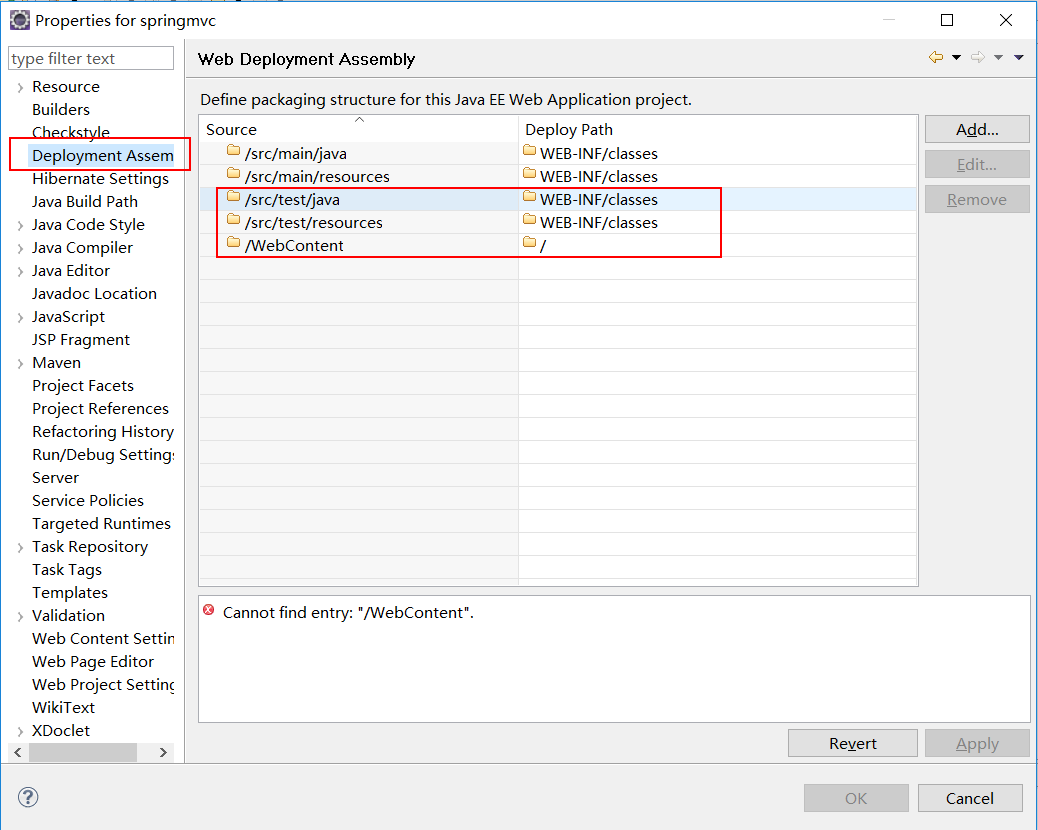 Properties for springmvc
type filter text
Resource
Builders
Checkstyle
Deployment Assem
Hibernate Settings
Java Build Path
Java Code Style
Java Compiler
Java Editor
Javadoc Location
JavaScript
JSP Fragment
Maven
Project Facets
Project References
Refactoring History
Run/Debug Settings
Server
Service Policies
Targeted Runtimes
Task Repository
Task Tags
Templates
Validation
Web Content Settin
Web Page Editor
Web Project Setting
WikiText
XDoclet
Web Deployment Assembly
Define packaging structure for this Java EE Web Application project.
Source Deploy Path
/src/main/java WEB-INF/classes
/src/main/resources WEB-INF/classes
/src/test/java WEB-INF/classes
/src/test/resources WEB-INF/classes
/WebContent /
Add...
Edit...
Remove
Cannot find entry: "/WebContent".
Revert Apply
? OK Cancel